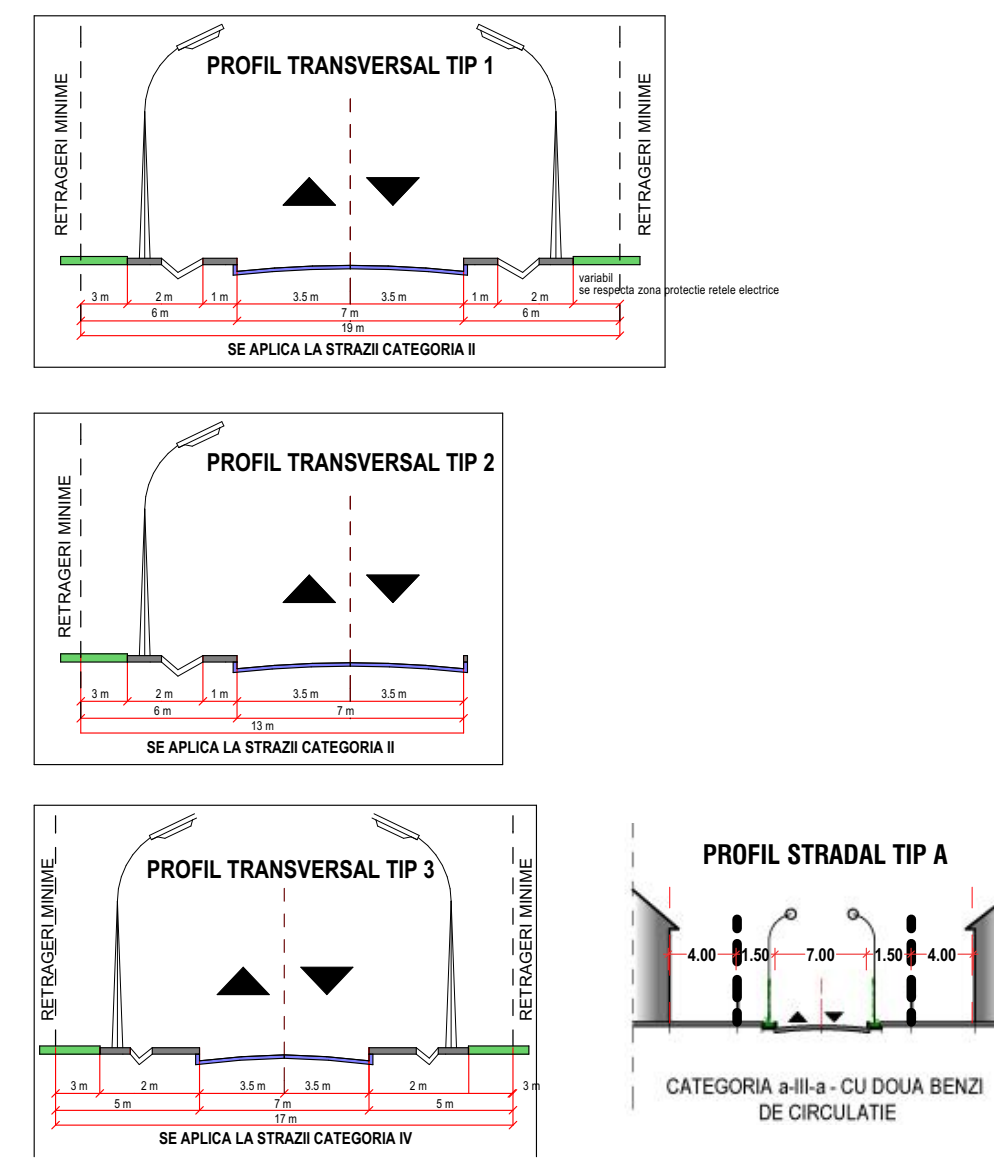 PROFIL TRANSVERSAL TIP 1
RETRAGERI MINIME
RETRAGERI MINIME
variabil
se respecta zona protectie retele electrice
3 m 2 m 1 m 3.5 m 3.5 m 1 m 2 m
6 m 7 m 6 m
19 m
SE APLICA LA STRAZII CATEGORIA II
PROFIL TRANSVERSAL TIP 2
RETRAGERI MINIME
3 m 2 m 1 m 3.5 m 3.5 m
6 m 7 m
13 m
SE APLICA LA STRAZII CATEGORIA II
PROFIL TRANSVERSAL TIP 3
RETRAGERI MINIME
RETRAGERI MINIME
3 m 2 m 3.5 m 3.5 m 2 m 3 m
5 m 7 m 5 m
17 m
SE APLICA LA STRAZII CATEGORIA IV
PROFIL STRADAL TIP A
4.00 1.50 7.00 1.50 4.00
CATEGORIA a-III-a - CU DOUA BENZI
DE CIRCULATIE